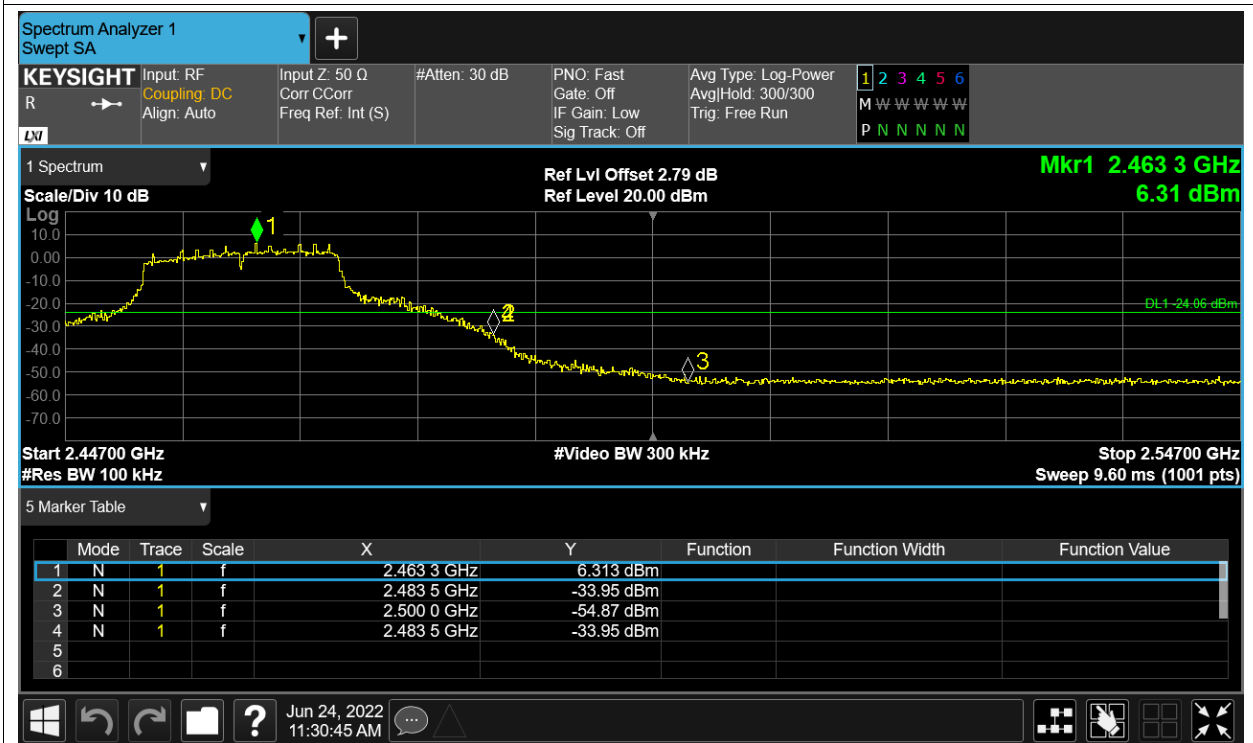 Spectrum Analyzer 1
Swept SA
+
KEYSIGHT Input: RF Input Z: 50 Ω #Atten: 30 dB PNO: Fast Avg Type: Log-Power 1 2 3 4 5 6
R Coupling: DC Corr CCorr Gate: Off Avg|Hold: 300/300 M W W W W W
Align: Auto Freq Ref: Int (S) IF Gain: Low Trig: Free Run
LXI Sig Track: Off P N N N N N
1 Spectrum Ref Lvl Offset 2.79 dB Mkr1 2.463 3 GHz
Scale/Div 10 dB Ref Level 20.00 dBm 6.31 dBm
Log
1
10.0
0.00
-10.0
-20.0 DL1 -24.06 dBm
2
-30.0
-40.0
3
-50.0
-60.0
-70.0
Start 2.44700 GHz #Video BW 300 kHz Stop 2.54700 GHz
#Res BW 100 kHz Sweep 9.60 ms (1001 pts)
5 Marker Table
Mode Trace Scale X Y Function Function Width Function Value
1 N 1 f 2.463 3 GHz 6.313 dBm
2 N 1 f 2.483 5 GHz -33.95 dBm
3 N 1 f 2.500 0 GHz -54.87 dBm
4 N 1 f 2.483 5 GHz -33.95 dBm
5
6
? Jun 24, 2022
11:30:45 AM